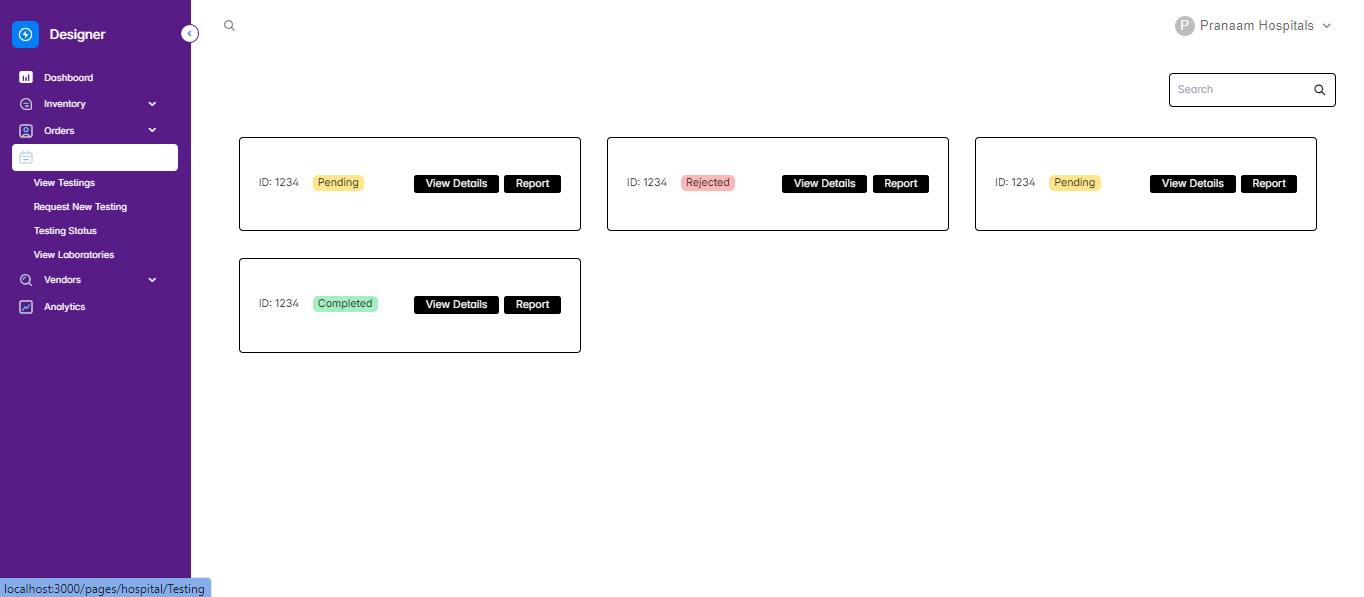 Designer
P Pranaam Hospitals
Dashboard
Inventory
Orders
View Testings
Request New Testing
Testing Status
View Laboratories
Vendors
Analytics
Search
ID: 1234 Pending View Details Report
ID: 1234 Rejected View Details Report
ID: 1234 Pending View Details Report
ID: 1234 Completed View Details Report
localhost:3000/pages/hospital/Testing